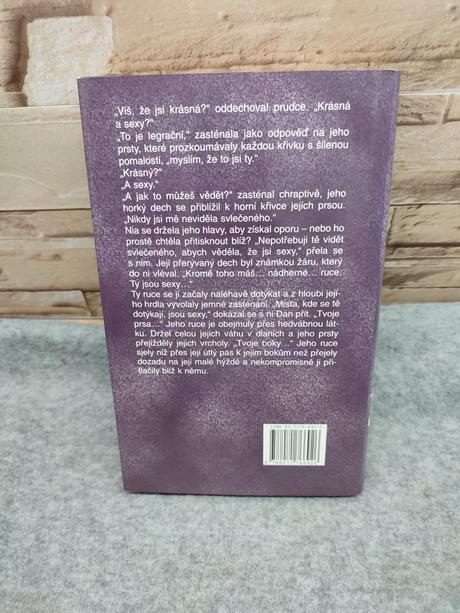 „Víš, že jsi krásná?“ oddechoval prudce. „Krásná
a sexy?“
„To je legrační,“ zasténala jako odpověď na jeho
prsty, které prozkoumávaly každou křivku s šílenou
pomalostí, „myslím, že to jsi ty.“
„Krásný?“
„A sexy.“
„A jak to můžeš vědět?“ zasténal chraptivě, jeho
horký dech se přiblížil k horní křivce jejích prsou.
„Nikdy jsi mě neviděla svlečeného.“
Nia se držela jeho hlavy, aby získal oporu – nebo ho
prostě chtěla přitisknout blíž? „Nepotřebuji tě vidět
svlečeného, abych věděla, že jsi sexy,“ přela se
s ním. Její přerývaný dech byl známkou žáru, který
do ni vléval. „Kromě toho máš... nádherné... ruce.
Ty jsou sexy...“
Ty ruce se jí začaly naléhavě dotýkat a z hloubi její-
ho hrdla vyvolaly jemné zasténání. „Místa, kde se tě
dotýkají, jsou sexy,“ dokázal se s ní Dan přít. „Tvoje
prsa...“ Jeho ruce je obejmuly přes hedvábnou lát-
ku. Držel celou jejich váhu v dlaních a jeho prsty
přejížděly jejich vrcholy. „Tvoje boky...“ Jeho ruce
sjely níž přes její útlý pas k jejím bokům než přejely
dozadu na její malé hýždě a nekompromisně ji při-
tlačily blíž k němu.